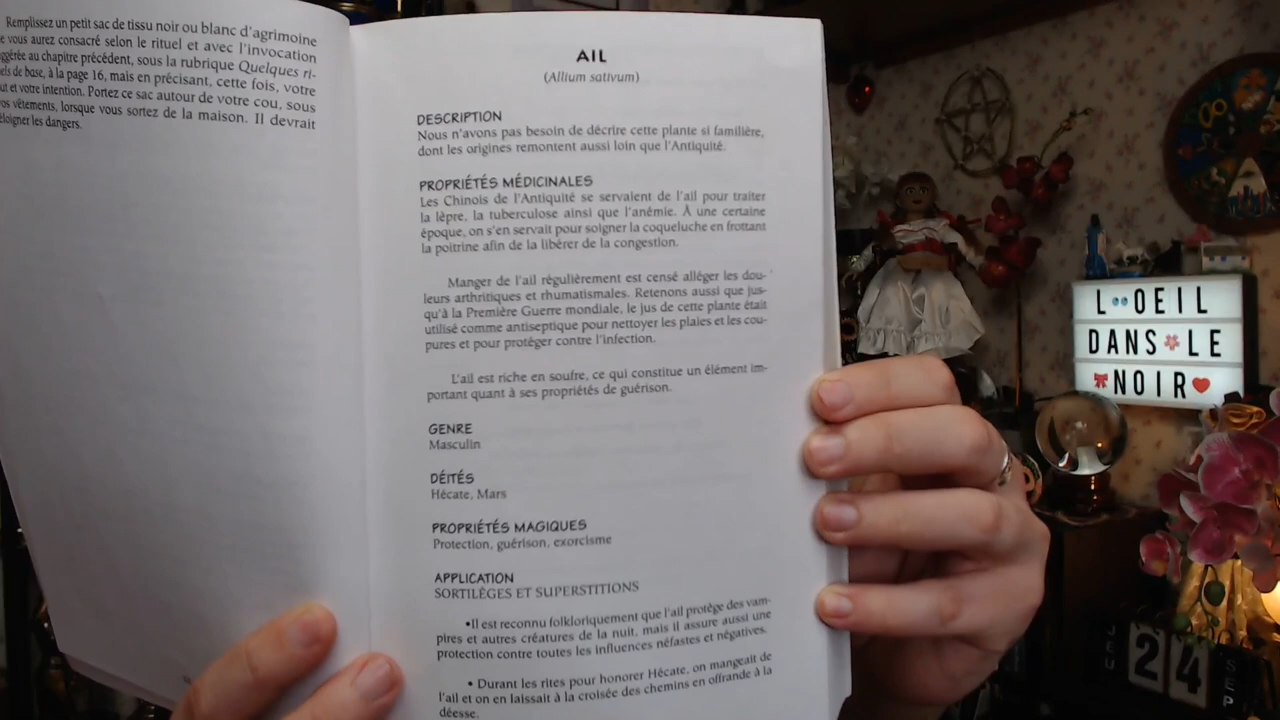 Remplissez un petit sac de tissu noir ou blanc d'agrimoine
e vous aurez consacré selon le rituel et avec l'invocation
ggérée au chapitre précédent, sous la rubrique Quelques ri-
els de base, à la page 16, mais en précisant, cette fois, votre
ut et votre intention. Portez ce sac autour de votre cou, sous
os vêtements, lorsque vous sortez de la maison. Il devrait
éloigner les dangers.
AIL
(Allium sativum)
DESCRIPTION
Nous n'avons pas besoin de décrire cette plante si familière,
dont les origines remontent aussi loin que l'Antiquité.
PROPRIÉTÉS MÉDICINALES
Les Chinois de l'Antiquité se servaient de l'ail pour traiter
la lèpre, la tuberculose ainsi que l'anémie. À une certaine
époque, on s'en servait pour soigner la coqueluche en frottant
la poitrine afin de la libérer de la congestion.
Manger de l'ail régulièrement est censé alléger les dou-
leurs arthritiques et rhumatismales. Retenons aussi que jus-
qu'à la Première Guerre mondiale, le jus de cette plante était
utilisé comme antiseptique pour nettoyer les plaies et les cou-
pures et pour protéger contre l'infection.
L'ail est riche en soufre, ce qui constitue un élément im-
portant quant à ses propriétés de guérison.
GENRE
Masculin
DÉITÉS
Hécate, Mars
PROPRIÉTÉS MAGIQUES
Protection, guérison, exorcisme
APPLICATION
SORTILÈGES ET SUPERSTITIONS
•Il est reconnu folkloriquement que l'ail protège des vam-
pires et autres créatures de la nuit, mais il assure aussi une
protection contre toutes les influences néfastes et négatives.
• Durant les rites pour honorer Hécate, on mangeait de
l'ail et on en laissait à la croisée des chemins en offrande à la
déesse.
L OEIL
DANS LE
NOIR
JEU
24
SEP